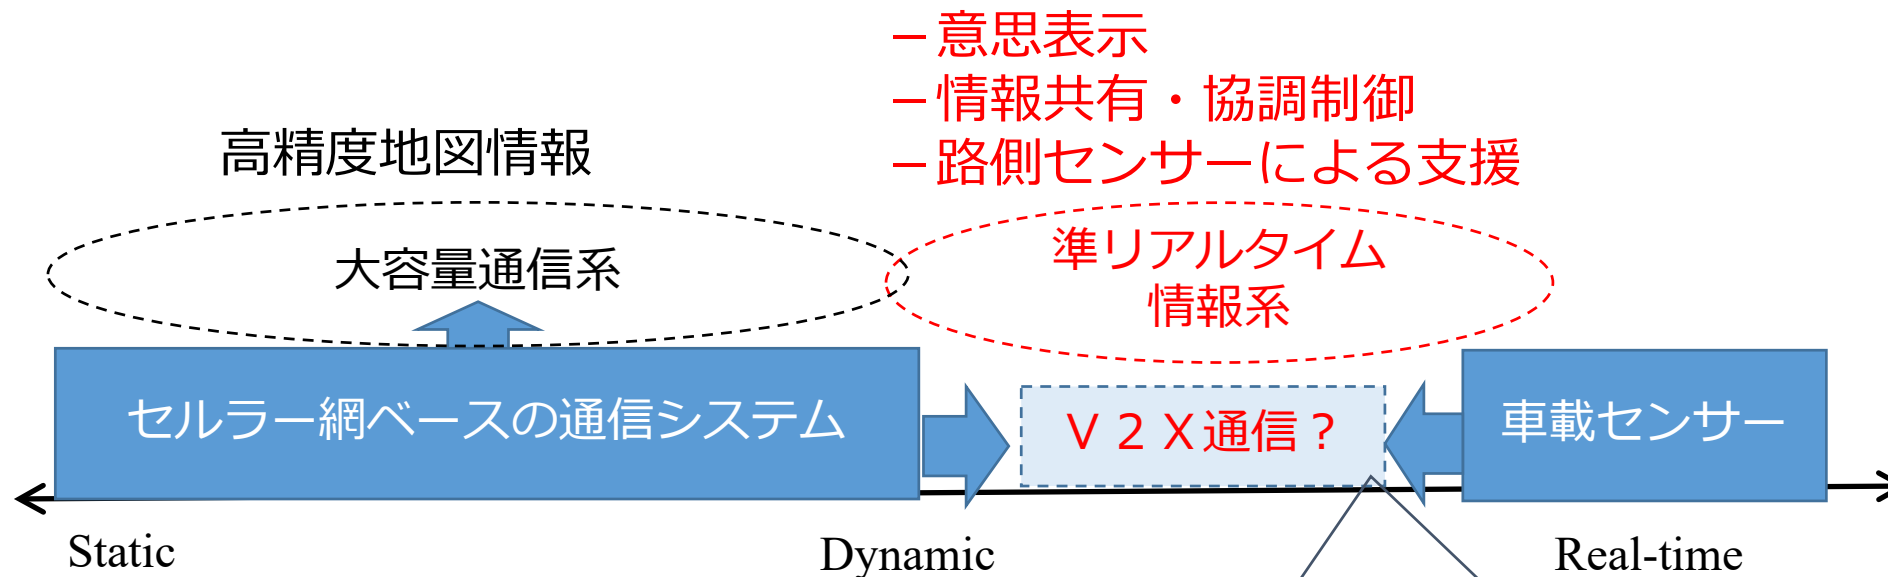 －意思表示
－情報共有・協調制御
－路側センサーによる支援
高精度地図情報
大容量通信系
準リアルタイム
情報系
セルラー網ベースの通信システム
Ｖ２Ｘ通信？
車載センサー
Static
Dynamic
Real-time